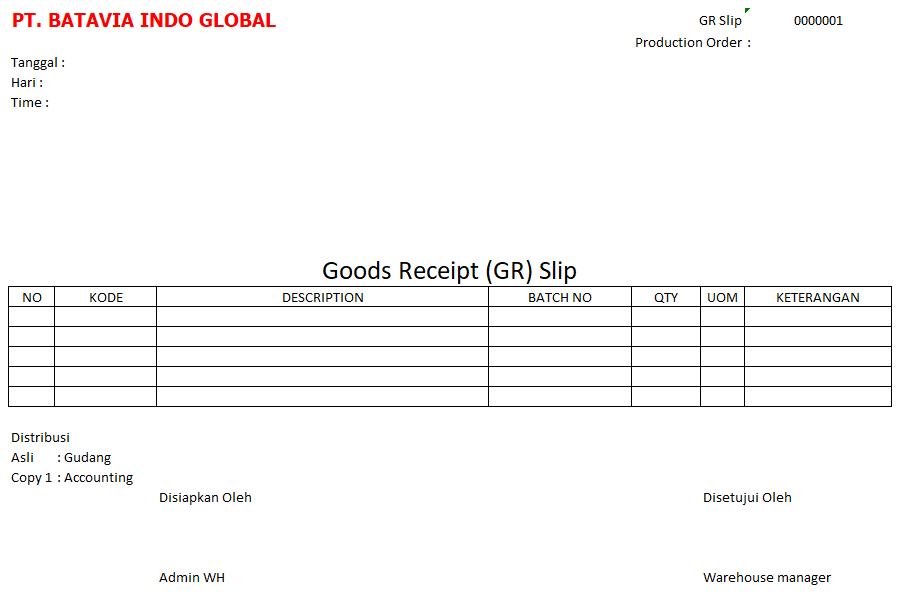 PT. BATAVIA INDO GLOBAL
GR Slip 0000001
Production Order :
Tanggal :
Hari :
Time :
Goods Receipt (GR) Slip
NO KODE DESCRIPTION BATCH NO QTY UOM KETERANGAN
Distribusi
Asli : Gudang
Copy 1 : Accounting
Disiapkan Oleh Disetujui Oleh
Admin WH Warehouse manager